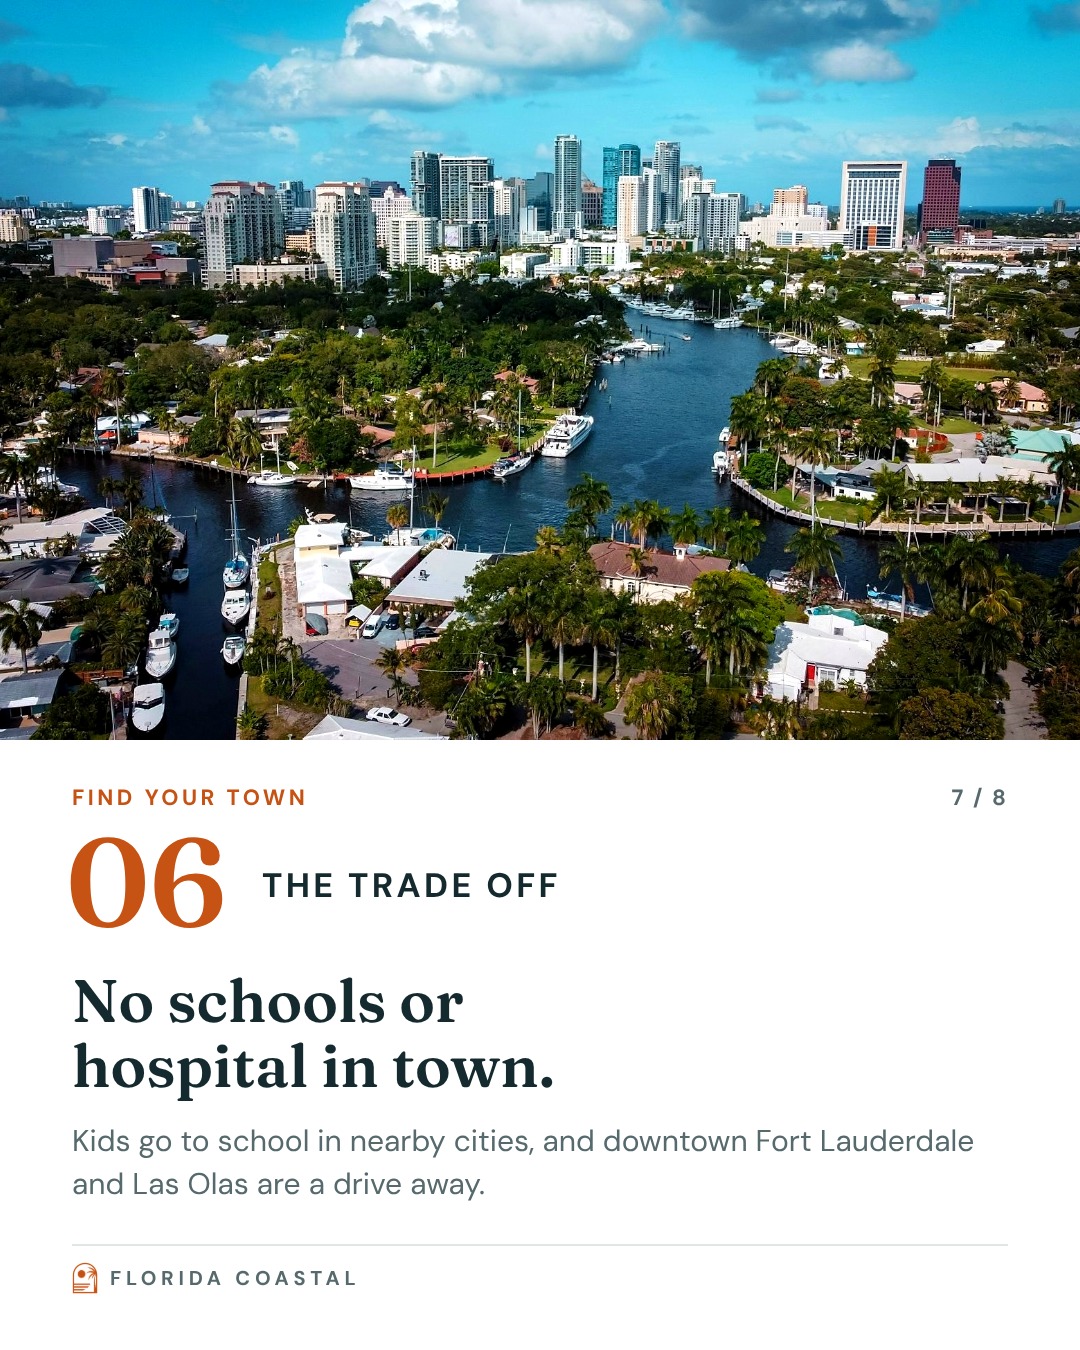 FIND YOUR TOWN
7 / 8
06
THE TRADE OFF
No schools or
hospital in town.
Kids go to school in nearby cities, and downtown Fort Lauderdale
and Las Olas are a drive away.
FLORIDA COASTAL